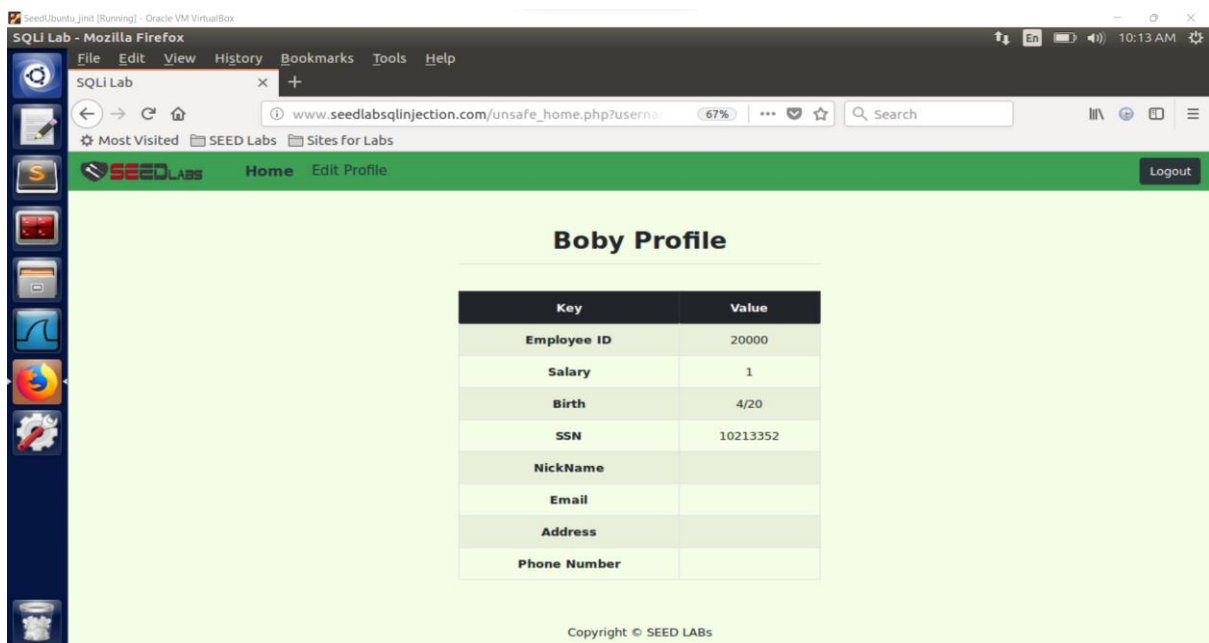 SeedUbuntu_jinit [Running] - Oracle VM VirtualBox
SQLi Lab - Mozilla Firefox En 10:13 AM
File Edit View History Bookmarks Tools Help
SQLi Lab
www.seedlabsqlinjection.com/unsafe_home.php?userna 67% Search
Most Visited SEED Labs Sites for Labs
SEEDLABS Home Edit Profile Logout
Boby Profile
Key Value
Employee ID 20000
Salary 1
Birth 4/20
SSN 10213352
NickName
Email
Address
Phone Number
Copyright © SEED LABs